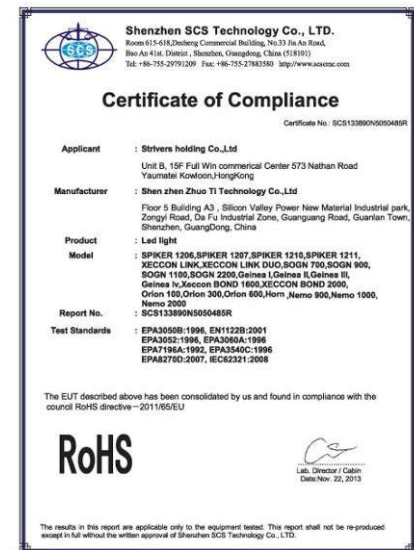 SCS
Shenzhen SCS Technology Co., LTD.
Room 615-618,Decheng Commercial Building, No.33 Jin An Road,
Bao An 41st. District , Shenzhen, Guangdong, China (518101)
Tel: +86-755-29791209 Fax: +86-755-27883580 http://www.scsemc.com
Certificate of Compliance
Certificate No.: SCS133890N5050485R
Applicant : Strivers holding Co.,Ltd
Unit B, 15F Full Win commerical Center 573 Nathan Road
Yaumatei Kowloon,HongKong
Manufacturer : Shen zhen Zhuo Ti Technology Co.,Ltd
Floor 5 Building A3 , Silicon Valley Power New Material Industrial park,
Zongyi Road, Da Fu Industrial Zone, Guanguang Road, Guanlan Town,
Shenzhen, GuangDong, China
Product : Led light
Model : SPIKER 1206,SPIKER 1207,SPIKER 1210,SPIKER 1211,
XECCON LINK,XECCON LINK DUO,SOGN 700,SOGN 900,
SOGN 1100,SOGN 2200,Geinea I,Geinea II,Geinea III,
Geinea Iv,Xeccon BOND 1600,XECCON BOND 2000,
Orion 100,Orion 300,Orion 600,Horn ,Nemo 900,Nemo 1000,
Nemo 2000
Report No. : SCS133890N5050485R
Test Standards : EPA3050B:1996, EN1122B:2001
EPA3052:1996, EPA3060A:1996
EPA7196A:1992, EPA3540C:1996
EPA8270D:2007, IEC62321:2008
The EUT described above has been consolidated by us and found in compliance with the
council RoHS directive—2011/65/EU
RoHS
Lab. Director / Cabin
Date:Nov. 22, 2013
The results in this report are applicable only to the equipment tested. This report shall not be re-produced
except in full without the written approval of Shenzhen SCS Technology Co., LTD.